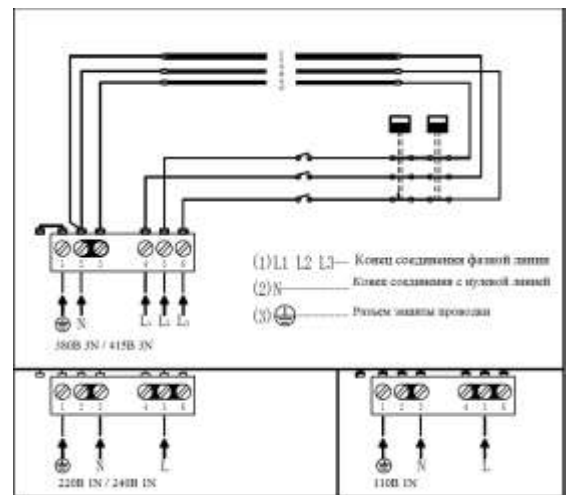 1 2 3 4 5 6
N L₁ L₂ L₃
380В 3N / 415В 3N
(1)L1 L2 L3— Конец соединения фазной линии
(2)N Конец соединения с нулевой линией
(3) Разъем защиты проводки
1 2 3 4 5 6
N L
220В 1N / 240В 1N
1 2 3 4 5 6
N L
110В 1N